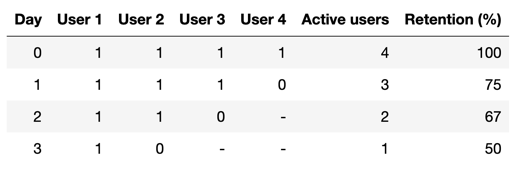 Day User 1 User 2 User 3 User 4 Active users Retention (%)
0 1 1 1 1 4 100
1 1 1 1 0 3 75
2 1 1 0 - 2 67
3 1 0 - - 1 50